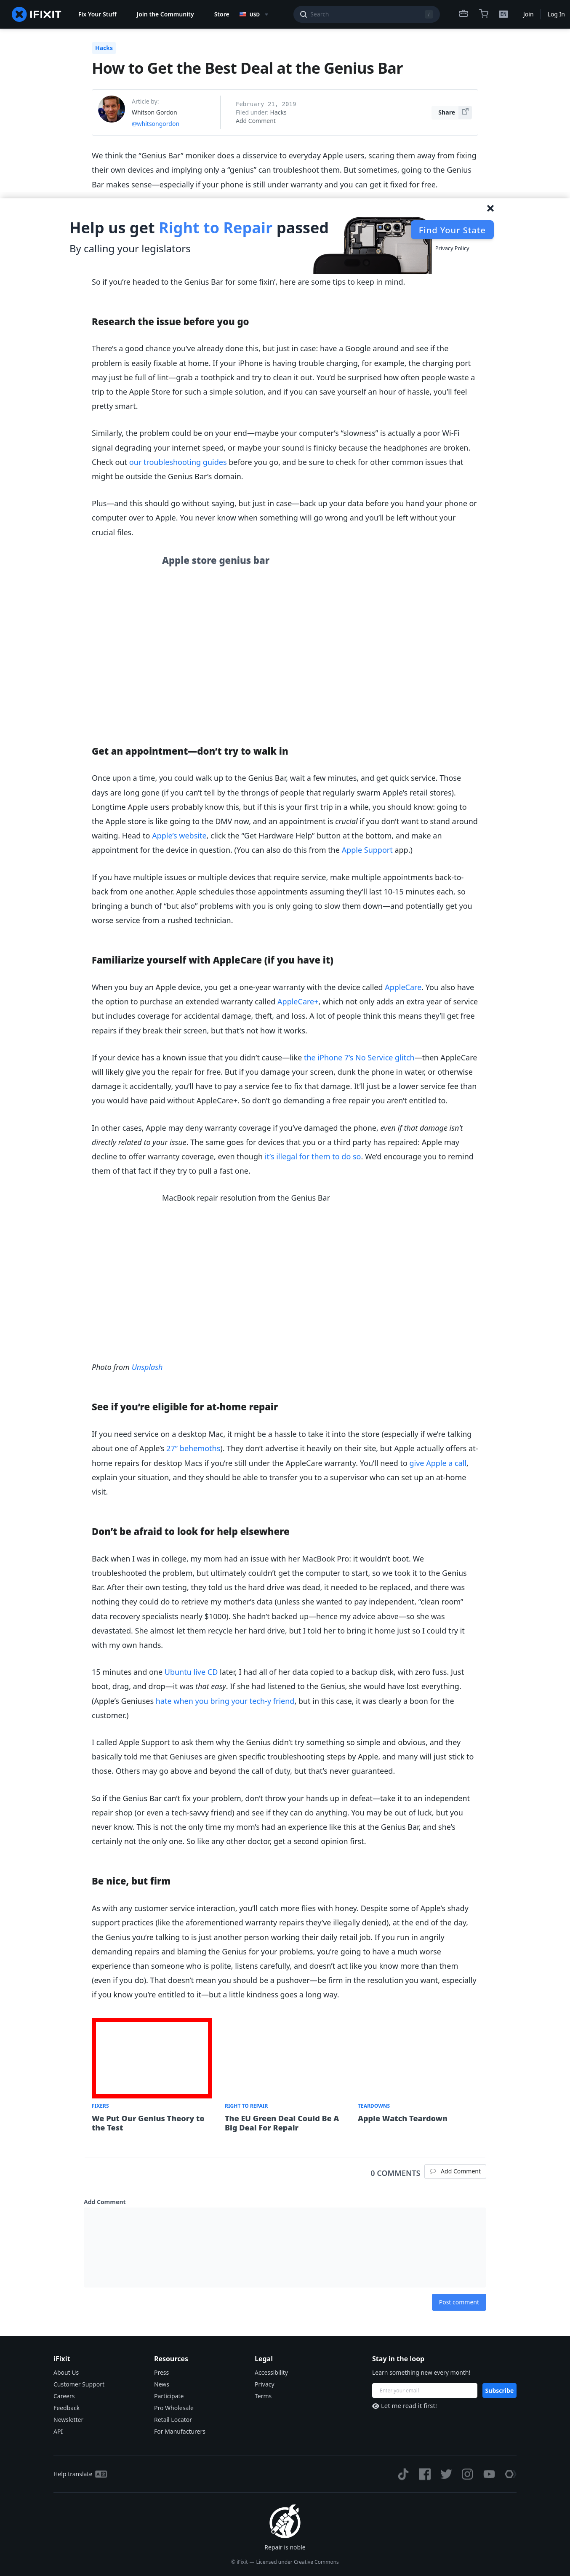 IFIXIT
Fix Your Stuff
Join the Community
Store
USD
Search
/
Join
Log In
Hacks
How to Get the Best Deal at the Genius Bar
Article by:
Whitson Gordon
@whitsongordon
February 21, 2019
Filed under: Hacks
Add Comment
Share
We think the “Genius Bar” moniker does a disservice to everyday Apple users, scaring them away from fixing
their own devices and implying only a “genius” can troubleshoot them. But sometimes, going to the Genius
Bar makes sense—especially if your phone is still under warranty and you can get it fixed for free.
Help us get Right to Repair passed
By calling your legislators
Find Your State
Privacy Policy
So if you’re headed to the Genius Bar for some fixin’, here are some tips to keep in mind.
Research the issue before you go
There’s a good chance you’ve already done this, but just in case: have a Google around and see if the
problem is easily fixable at home. If your iPhone is having trouble charging, for example, the charging port
may just be full of lint—grab a toothpick and try to clean it out. You’d be surprised how often people waste a
trip to the Apple Store for such a simple solution, and if you can save yourself an hour of hassle, you’ll feel
pretty smart.
Similarly, the problem could be on your end—maybe your computer’s “slowness” is actually a poor Wi-Fi
signal degrading your internet speed, or maybe your sound is finicky because the headphones are broken.
Check out our troubleshooting guides before you go, and be sure to check for other common issues that
might be outside the Genius Bar’s domain.
Plus—and this should go without saying, but just in case—back up your data before you hand your phone or
computer over to Apple. You never know when something will go wrong and you’ll be left without your
crucial files.
Apple store genius bar
Get an appointment—don’t try to walk in
Once upon a time, you could walk up to the Genius Bar, wait a few minutes, and get quick service. Those
days are long gone (if you can’t tell by the throngs of people that regularly swarm Apple’s retail stores).
Longtime Apple users probably know this, but if this is your first trip in a while, you should know: going to
the Apple store is like going to the DMV now, and an appointment is crucial if you don’t want to stand around
waiting. Head to Apple’s website, click the “Get Hardware Help” button at the bottom, and make an
appointment for the device in question. (You can also do this from the Apple Support app.)
If you have multiple issues or multiple devices that require service, make multiple appointments back-to-
back from one another. Apple schedules those appointments assuming they’ll last 10-15 minutes each, so
bringing a bunch of “but also” problems with you is only going to slow them down—and potentially get you
worse service from a rushed technician.
Familiarize yourself with AppleCare (if you have it)
When you buy an Apple device, you get a one-year warranty with the device called AppleCare. You also have
the option to purchase an extended warranty called AppleCare+, which not only adds an extra year of service
but includes coverage for accidental damage, theft, and loss. A lot of people think this means they’ll get free
repairs if they break their screen, but that’s not how it works.
If your device has a known issue that you didn’t cause—like the iPhone 7’s No Service glitch—then AppleCare
will likely give you the repair for free. But if you damage your screen, dunk the phone in water, or otherwise
damage it accidentally, you’ll have to pay a service fee to fix that damage. It’ll just be a lower service fee than
you would have paid without AppleCare+. So don’t go demanding a free repair you aren’t entitled to.
In other cases, Apple may deny warranty coverage if you’ve damaged the phone, even if that damage isn’t
directly related to your issue. The same goes for devices that you or a third party has repaired: Apple may
decline to offer warranty coverage, even though it’s illegal for them to do so. We’d encourage you to remind
them of that fact if they try to pull a fast one.
MacBook repair resolution from the Genius Bar
Photo from Unsplash
See if you’re eligible for at-home repair
If you need service on a desktop Mac, it might be a hassle to take it into the store (especially if we’re talking
about one of Apple’s 27” behemoths). They don’t advertise it heavily on their site, but Apple actually offers at-
home repairs for desktop Macs if you’re still under the AppleCare warranty. You’ll need to give Apple a call,
explain your situation, and they should be able to transfer you to a supervisor who can set up an at-home
visit.
Don’t be afraid to look for help elsewhere
Back when I was in college, my mom had an issue with her MacBook Pro: it wouldn’t boot. We
troubleshooted the problem, but ultimately couldn’t get the computer to start, so we took it to the Genius
Bar. After their own testing, they told us the hard drive was dead, it needed to be replaced, and there was
nothing they could do to retrieve my mother’s data (unless she wanted to pay independent, “clean room”
data recovery specialists nearly $1000). She hadn’t backed up—hence my advice above—so she was
devastated. She almost let them recycle her hard drive, but I told her to bring it home just so I could try it
with my own hands.
15 minutes and one Ubuntu live CD later, I had all of her data copied to a backup disk, with zero fuss. Just
boot, drag, and drop—it was that easy. If she had listened to the Genius, she would have lost everything.
(Apple’s Geniuses hate when you bring your tech-y friend, but in this case, it was clearly a boon for the
customer.)
I called Apple Support to ask them why the Genius didn’t try something so simple and obvious, and they
basically told me that Geniuses are given specific troubleshooting steps by Apple, and many will just stick to
those. Others may go above and beyond the call of duty, but that’s never guaranteed.
So if the Genius Bar can’t fix your problem, don’t throw your hands up in defeat—take it to an independent
repair shop (or even a tech-savvy friend) and see if they can do anything. You may be out of luck, but you
never know. This is not the only time my mom’s had an experience like this at the Genius Bar, and she’s
certainly not the only one. So like any other doctor, get a second opinion first.
Be nice, but firm
As with any customer service interaction, you’ll catch more flies with honey. Despite some of Apple’s shady
support practices (like the aforementioned warranty repairs they’ve illegally denied), at the end of the day,
the Genius you’re talking to is just another person working their daily retail job. If you run in angrily
demanding repairs and blaming the Genius for your problems, you’re going to have a much worse
experience than someone who is polite, listens carefully, and doesn’t act like you know more than them
(even if you do). That doesn’t mean you should be a pushover—be firm in the resolution you want, especially
if you know you’re entitled to it—but a little kindness goes a long way.
FIXERS
We Put Our Genius Theory to
the Test
RIGHT TO REPAIR
The EU Green Deal Could Be A
Big Deal For Repair
TEARDOWNS
Apple Watch Teardown
0 COMMENTS
Add Comment
Add Comment
Post comment
iFixit
About Us
Customer Support
Careers
Feedback
Newsletter
API
Resources
Press
News
Participate
Pro Wholesale
Retail Locator
For Manufacturers
Legal
Accessibility
Privacy
Terms
Stay in the loop
Learn something new every month!
Enter your email
Subscribe
Let me read it first!
Help translate
Repair is noble
© iFixit — Licensed under Creative Commons